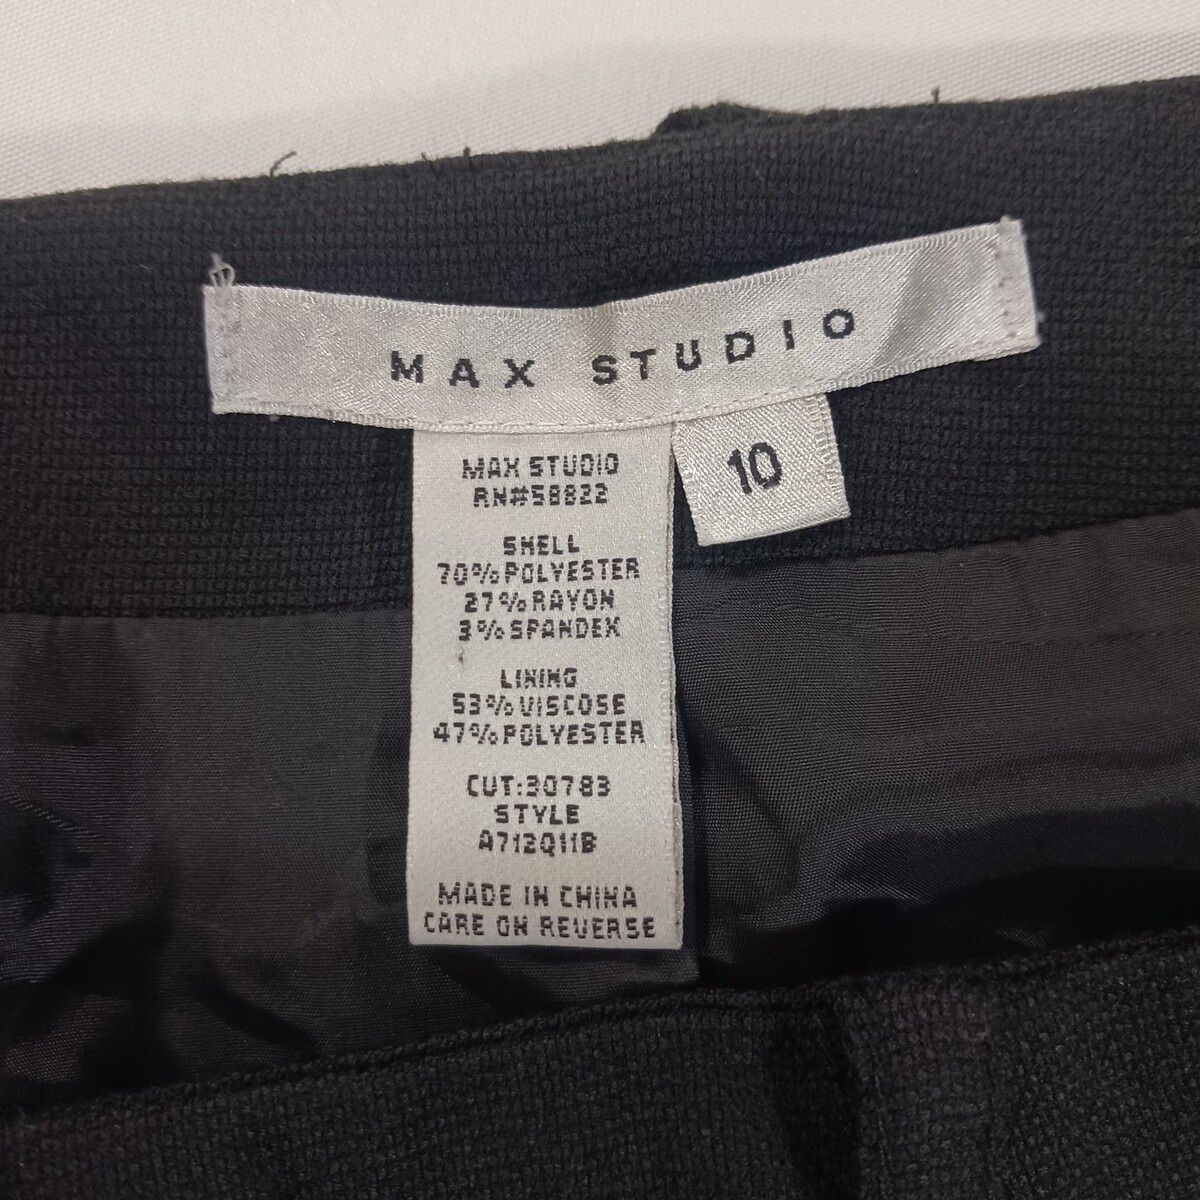 MAX STUDIO
10
MAX STUDIO
RN#58822
SHELL
70%POLYESTER
27%RAYON
3%SPANDEX
LINING
53%VISCOSE
47%POLYESTER
CUT:30783
STYLE
A712Q11B
MADE IN CHINA
CARE ON REVERSE